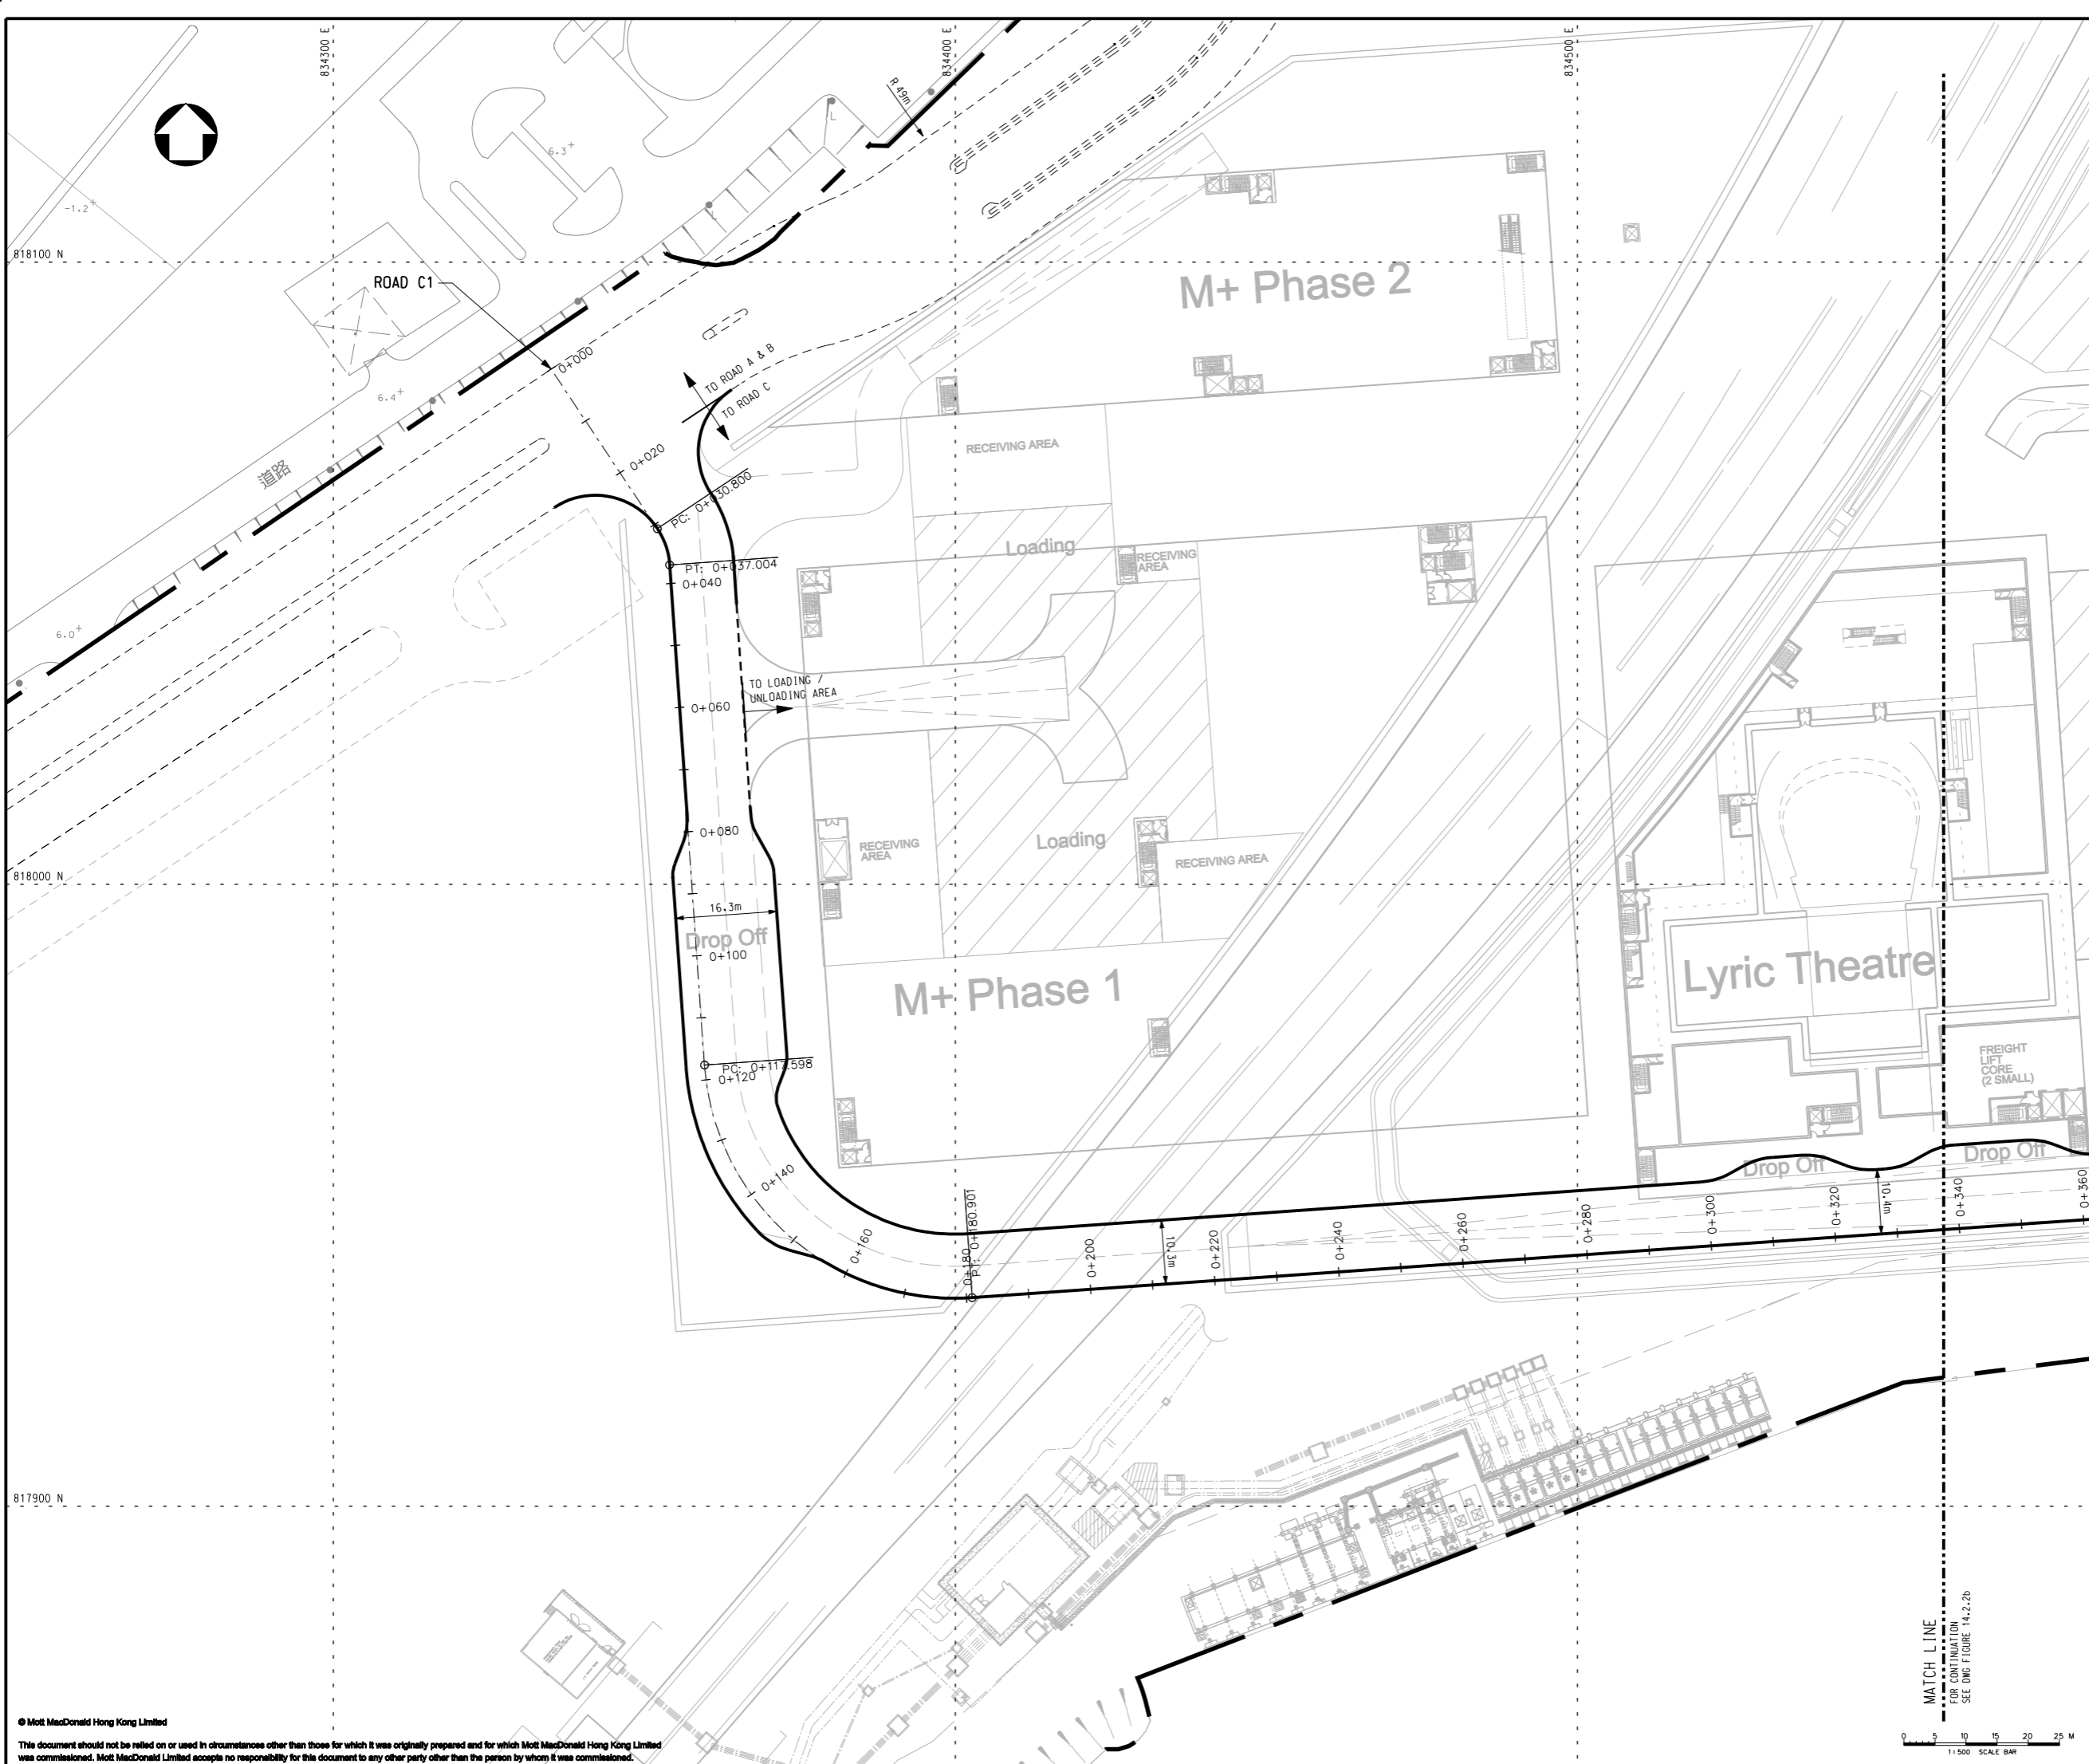 834300 E
834400 E
834500 E
R 49m
6.3+
-1.2+
818100 N
ROAD C1
M+ Phase 2
0+000
TO ROAD A & B
TO ROAD C
6.4+
道路
0+020
RECEIVING AREA
PC: 0+030.800
Loading
RECEIVING
AREA
PT: 0+037.004
0+040
6.0+
TO LOADING /
UNLOADING AREA
0+060
0+080
Loading
RECEIVING
AREA
RECEIVING AREA
818000 N
16.3m
Drop Off
0+100
M+ Phase 1
Lyric Theatre
PC: 0+117.598
0+120
FREIGHT
LIFT
CORE
(2 SMALL)
0+140
Drop Off
Drop Off
0+160
0+180
PT: 0+180.901
0+200
10.3m
0+220
0+240
0+260
0+280
0+300
0+320
10.4m
0+340
0+360
817900 N
MATCH LINE
FOR CONTINUATION
SEE DWG FIGURE 14.2.2b
© Mott MacDonald Hong Kong Limited
This document should not be relied on or used in circumstances other than those for which it was originally prepared and for which Mott MacDonald Hong Kong Limited
was commissioned. Mott MacDonald Limited accepts no responsibility for this document to any other party other than the person by whom it was commissioned.
0 5 10 15 20 25 M
1:500 SCALE BAR